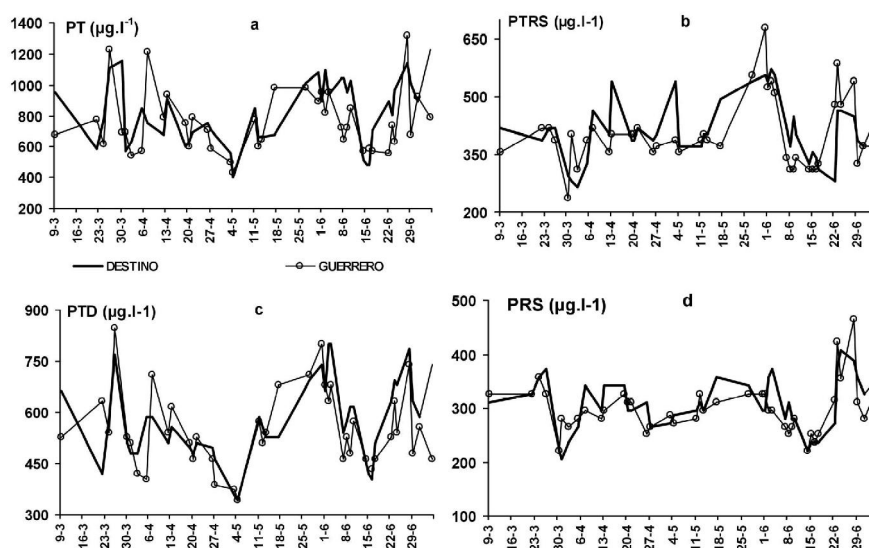 PT (µg.l⁻¹) a
1400
1200
1000
800
600
400
200
9-3 16-3 23-3 30-3 6-4 13-4 20-4 27-4 4-5 11-5 18-5 25-5 1-6 8-6 15-6 22-6 29-6
PTRS (µg.l-1) b
650
500
350
200
9-3 16-3 23-3 30-3 6-4 13-4 20-4 27-4 4-5 11-5 18-5 25-5 1-6 8-6 15-6 22-6 29-6
DESTINO GUERRERO
PTD (µg.l-1) c
900
750
600
450
300
9-3 16-3 23-3 30-3 6-4 13-4 20-4 27-4 4-5 11-5 18-5 25-5 1-6 8-6 15-6 22-6 29-6
PRS (µg.l-1) d
500
400
300
200
100
9-3 16-3 23-3 30-3 6-4 13-4 20-4 27-4 4-5 11-5 18-5 25-5 1-6 8-6 15-6 22-6 29-6